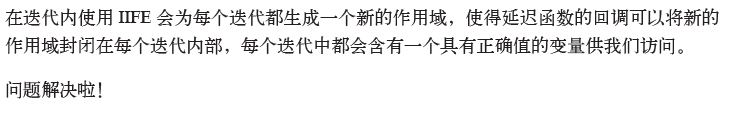 在迭代内使用 IIFE 会为每个迭代都生成一个新的作用域，使得延迟函数的回调可以将新的
作用域封闭在每个迭代内部，每个迭代中都会含有一个具有正确值的变量供我们访问。
问题解决啦！